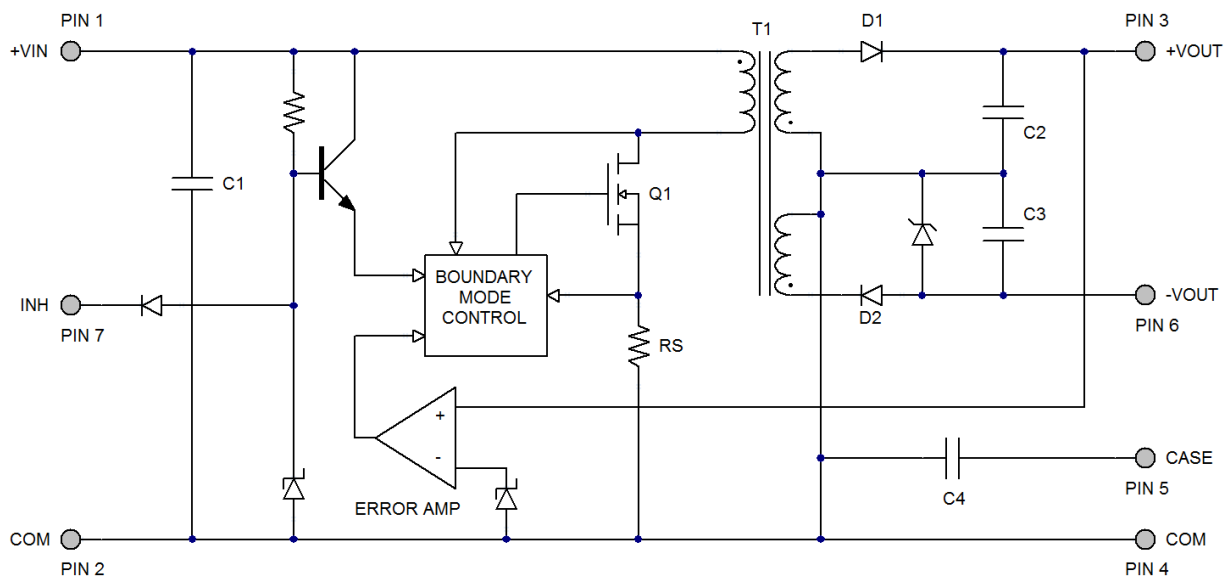 PIN 1
D1
PIN 3
T1
+VIN
+VOUT
C1
C2
Q1
C3
BOUNDARY
MODE
CONTROL
INH
PIN 7
-VOUT
D2
PIN 6
RS
+
-
ERROR AMP
CASE
C4
PIN 5
COM
COM
PIN 2
PIN 4